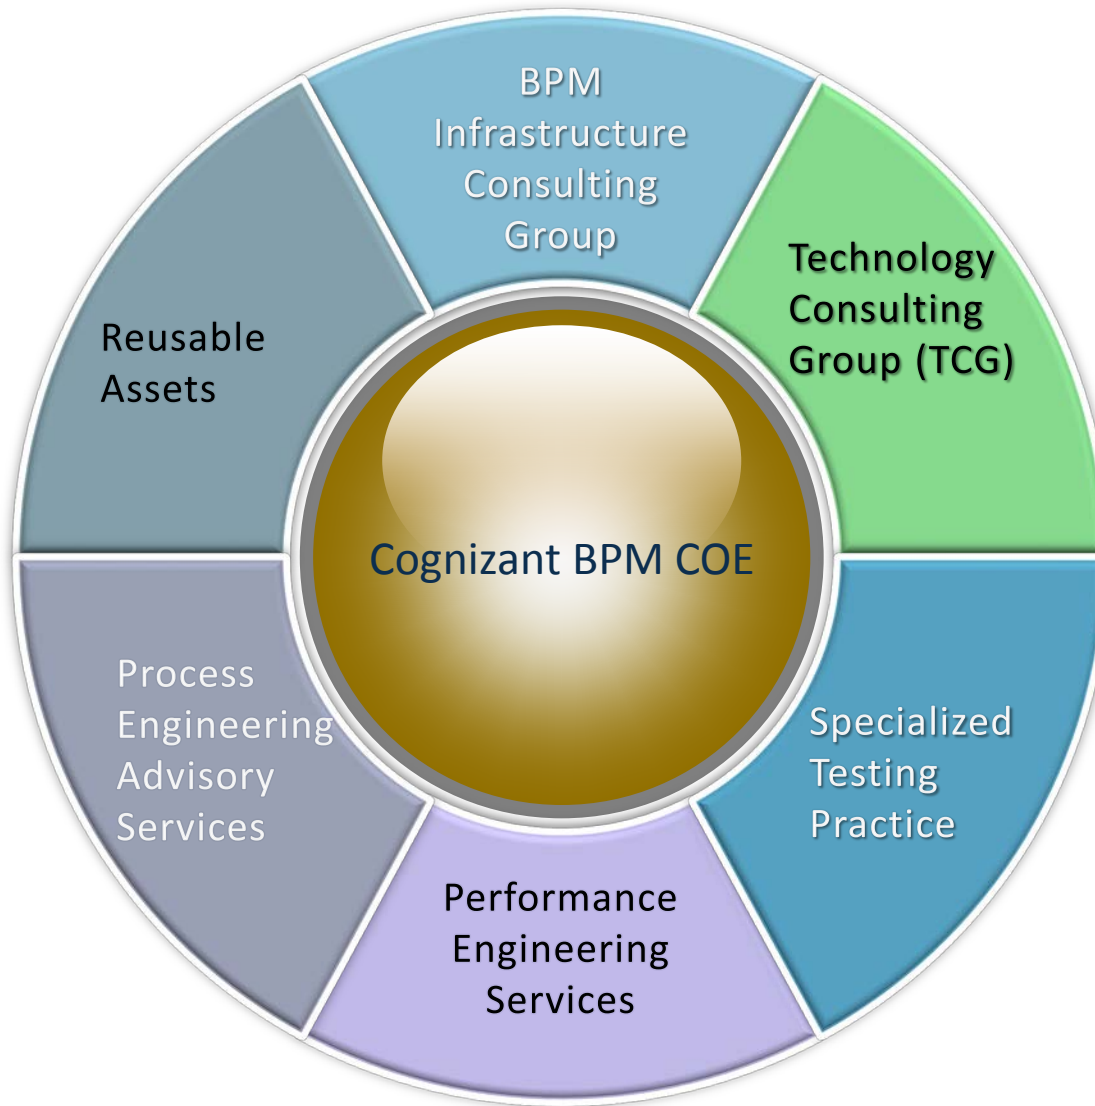 BPM
Infrastructure
Consulting
Group
Technology
Consulting
Group (TCG)
Reusable
Assets
Cognizant BPM COE
Process
Engineering
Advisory
Services
Specialized
Testing
Practice
Performance
Engineering
Services